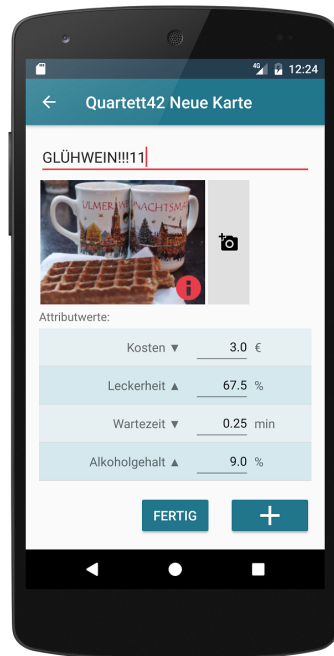 4G 12:24
Quartett42 Neue Karte
GLÜHWEIN!!!11
ULMER WEIHNACHTSMA
Attributwerte:
Kosten ▼ 3.0 €
Leckerheit ▲ 67.5 %
Wartezeit ▼ 0.25 min
Alkoholgehalt ▲ 9.0 %
FERTIG